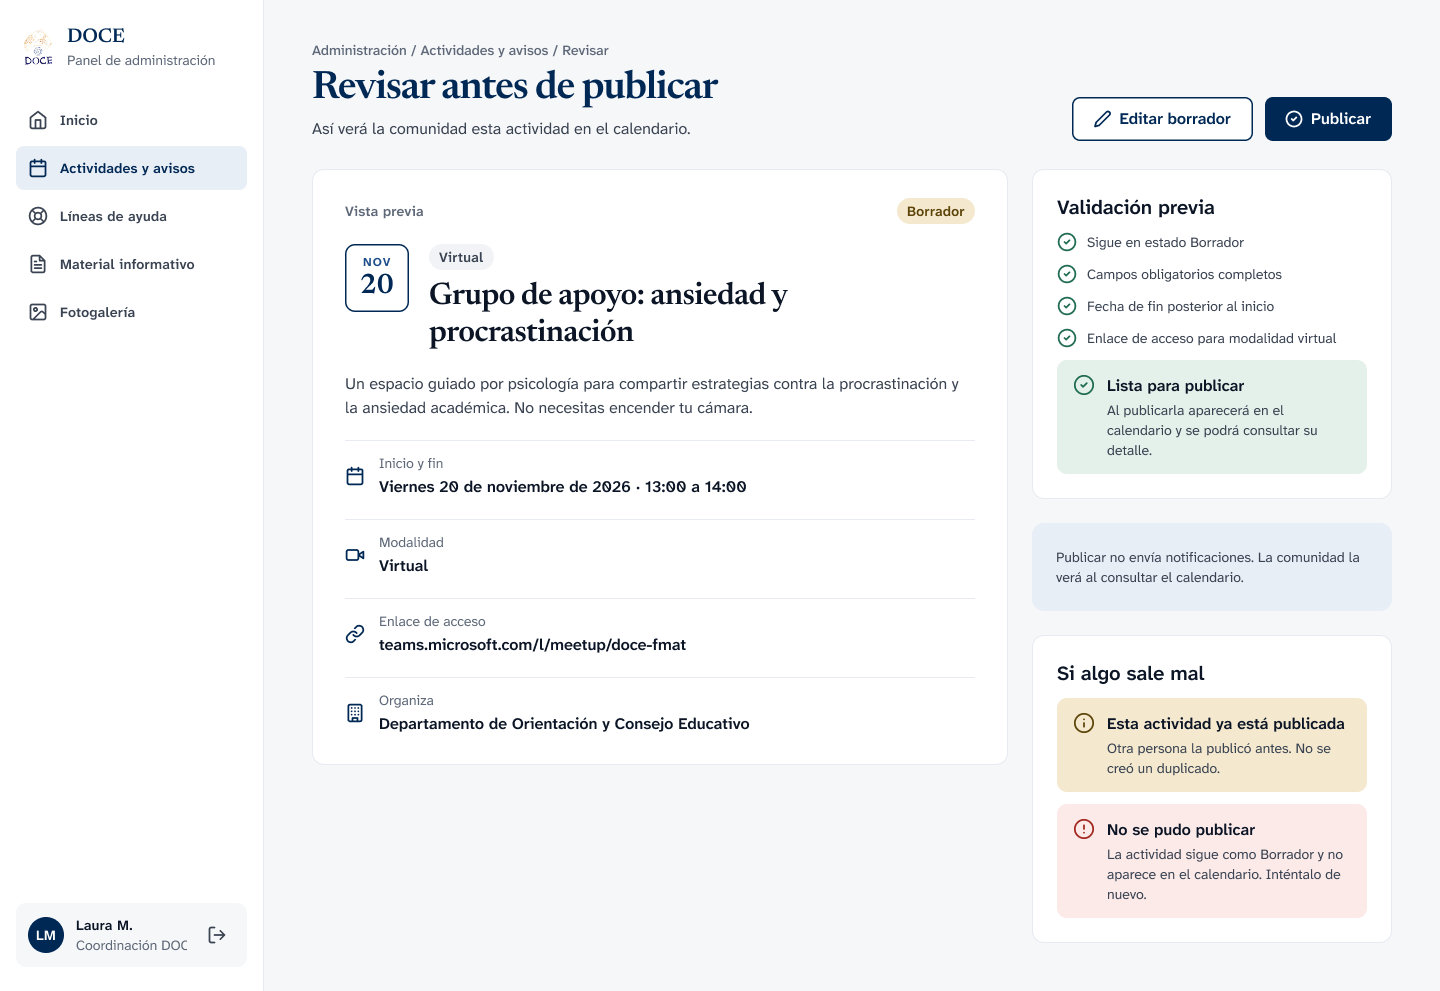 DOCE
DOCE
Panel de administración
Inicio
Actividades y avisos
Líneas de ayuda
Material informativo
Fotogalería
LM
Laura M.
Coordinación DOC
Administración / Actividades y avisos / Revisar
Revisar antes de publicar
Así verá la comunidad esta actividad en el calendario.
Editar borrador
Publicar
Vista previa
Borrador
NOV
20
Virtual
Grupo de apoyo: ansiedad y
procrastinación
Un espacio guiado por psicología para compartir estrategias contra la procrastinación y
la ansiedad académica. No necesitas encender tu cámara.
Inicio y fin
Viernes 20 de noviembre de 2026 · 13:00 a 14:00
Modalidad
Virtual
Enlace de acceso
teams.microsoft.com/l/meetup/doce-fmat
Organiza
Departamento de Orientación y Consejo Educativo
Validación previa
Sigue en estado Borrador
Campos obligatorios completos
Fecha de fin posterior al inicio
Enlace de acceso para modalidad virtual
Lista para publicar
Al publicarla aparecerá en el
calendario y se podrá consultar su
detalle.
Publicar no envía notificaciones. La comunidad la
verá al consultar el calendario.
Si algo sale mal
Esta actividad ya está publicada
Otra persona la publicó antes. No se
creó un duplicado.
No se pudo publicar
La actividad sigue como Borrador y no
aparece en el calendario. Inténtalo de
nuevo.